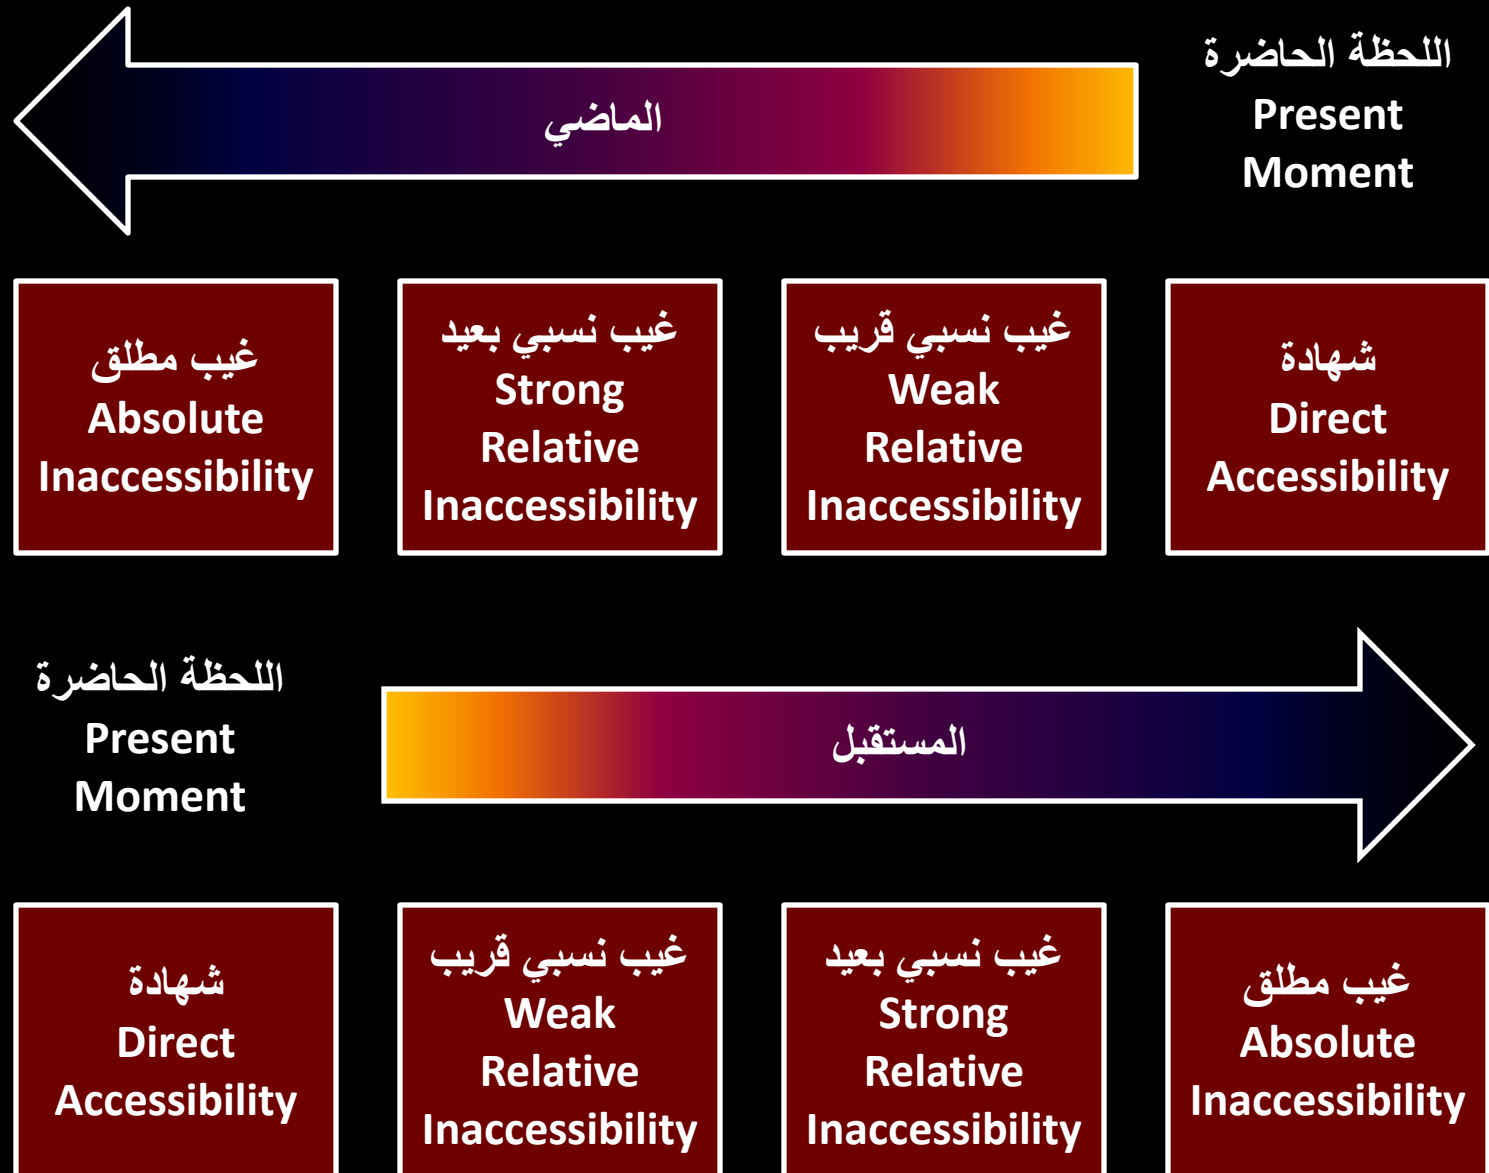 الماضي
اللحظة الحاضرة
Present
Moment
غيب مطلق
Absolute
Inaccessibility
غيب نسبي بعيد
Strong
Relative
Inaccessibility
غيب نسبي قريب
Weak
Relative
Inaccessibility
شهادة
Direct
Accessibility
اللحظة الحاضرة
Present
Moment
المستقبل
شهادة
Direct
Accessibility
غيب نسبي قريب
Weak
Relative
Inaccessibility
غيب نسبي بعيد
Strong
Relative
Inaccessibility
غيب مطلق
Absolute
Inaccessibility